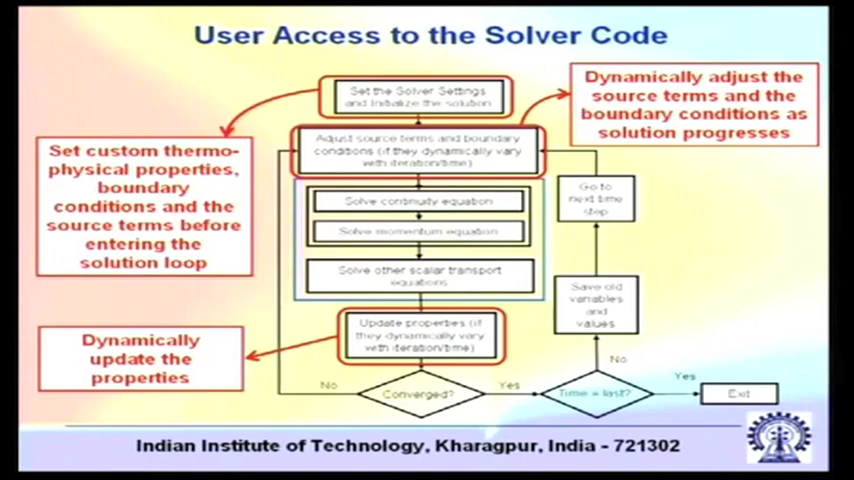 User Access to the Solver Code
Set the Solver Settings
and Initialize the solution
Dynamically adjust the
source terms and the
boundary conditions as
solution progresses
Adjust source terms and boundary
conditions (if they dynamically vary
with iteration/time)
Set custom thermo-
physical properties,
boundary
conditions and the
source terms before
entering the
solution loop
Go to
next time
step
Solve continuity equation
Solve momentum equation
Solve other scalar transport
equations
Save old
variables
and
values
Update properties (if
they dynamically vary
with iteration/time)
Dynamically
update the
properties
No
Converged?
Yes
No
Time = last?
Yes
Exit
Indian Institute of Technology, Kharagpur, India - 721302